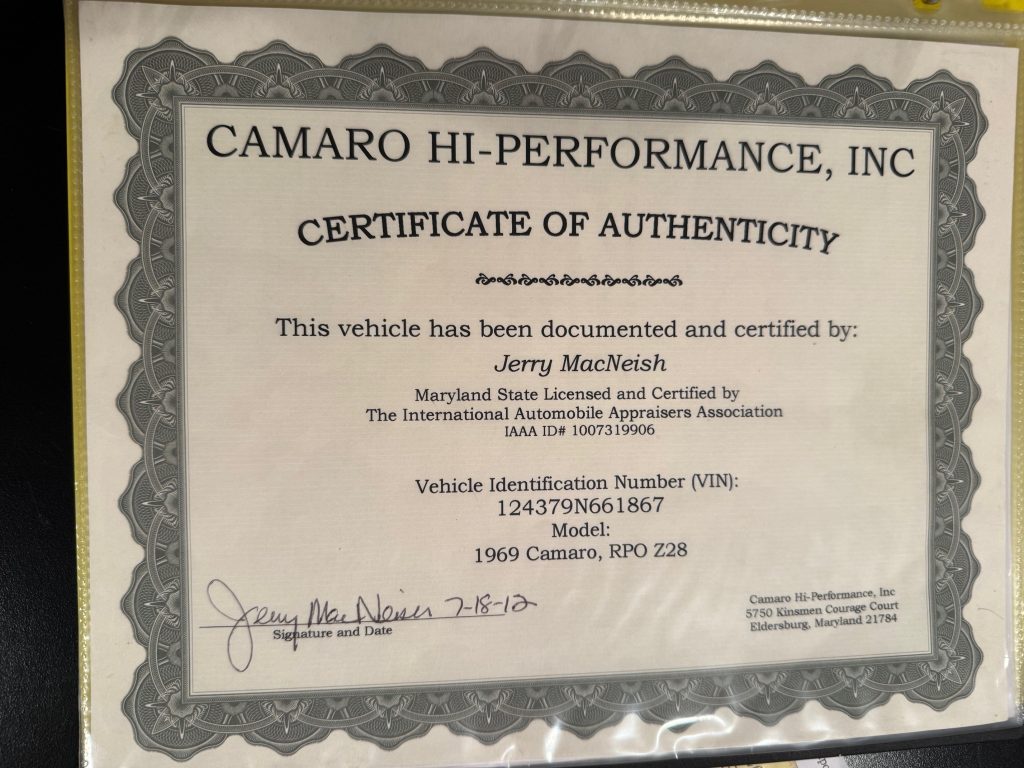 CAMARO HI-PERFORMANCE, INC
CERTIFICATE OF AUTHENTICITY
This vehicle has been documented and certified by:
Jerry MacNeish
Maryland State Licensed and Certified by
The International Automobile Appraisers Association
IAAA ID# 1007319906
Vehicle Identification Number (VIN):
124379N661867
Model:
1969 Camaro, RPO Z28
Jerry MacNeish 7-18-12
Signature and Date
Camaro Hi-Performance, Inc
5750 Kinsmen Courage Court
Eldersburg, Maryland 21784